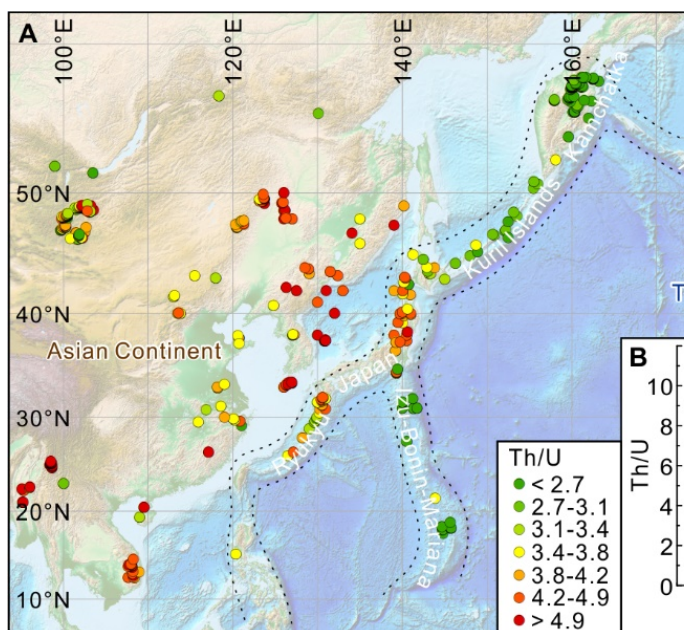 A
100°E
120°E
140°E
160°E
50°N
40°N
30°N
20°N
10°N
Kamchatka
Kuril Islands
Japan
Ryukyu
Izu-Bonin-Mariana
Asian Continent
T
Th/U
< 2.7
2.7-3.1
3.1-3.4
3.4-3.8
3.8-4.2
4.2-4.9
> 4.9
B
Th/U
12
10
8
6
4
2
0